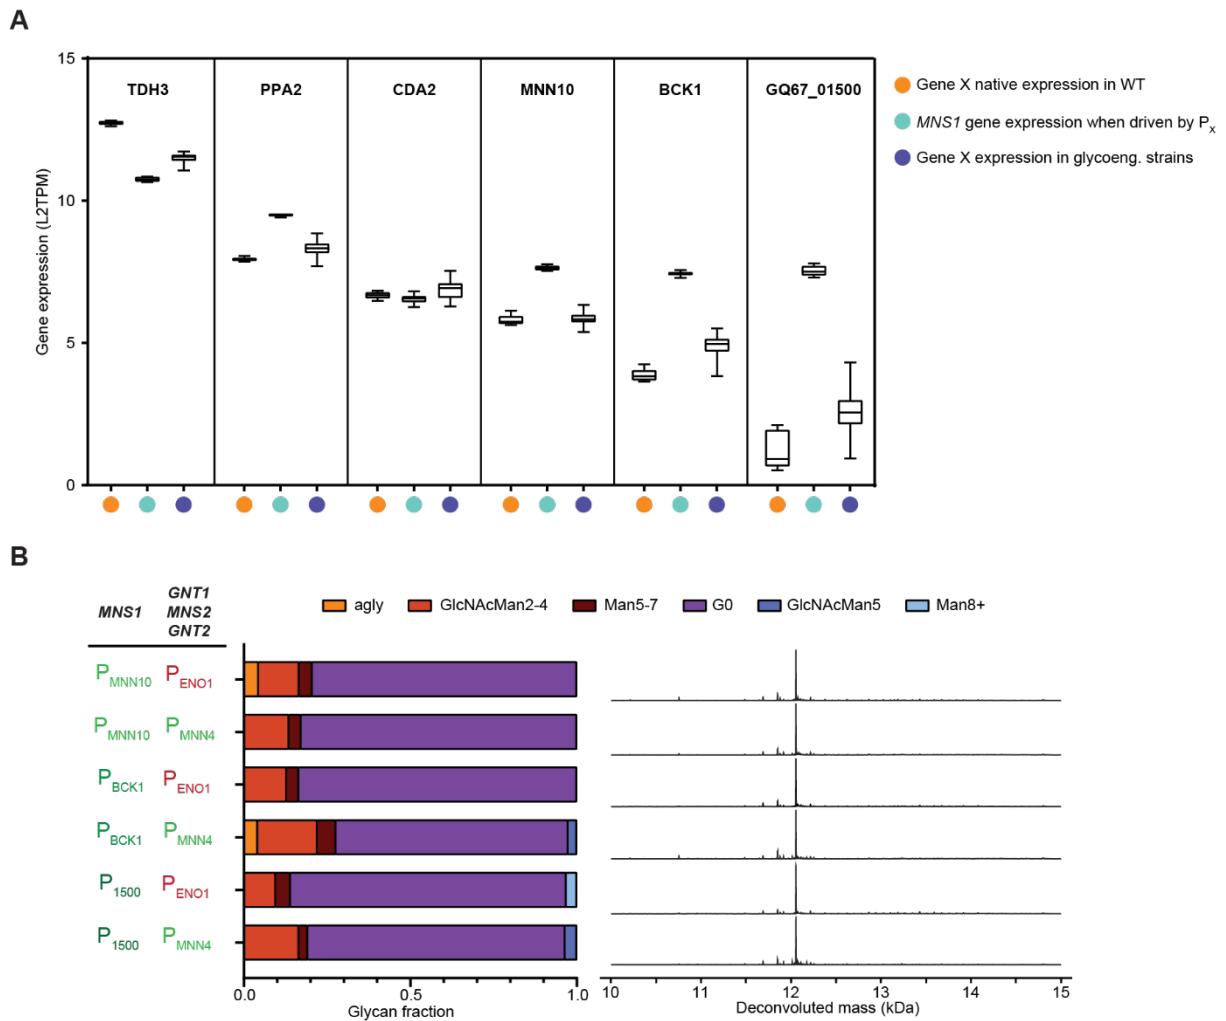 A
15
10
5
0
Gene expression (L2TPM)
TDH3
PPA2
CDA2
MNN10
BCK1
GQ67_01500
Gene X native expression in WT
MNS1 gene expression when driven by Px
Gene X expression in glycoeng. strains
B
MNS1
GNT1
MNS2
GNT2
agly
GlcNAcMan2-4
Man5-7
G0
GlcNAcMan5
Man8+
PMNN10 PENO1
PMNN10 PMNN4
PBCK1 PENO1
PBCK1 PMNN4
P1500 PENO1
P1500 PMNN4
0.0 0.5 1.0
Glycan fraction
10 11 12 13 14 15
Deconvoluted mass (kDa)